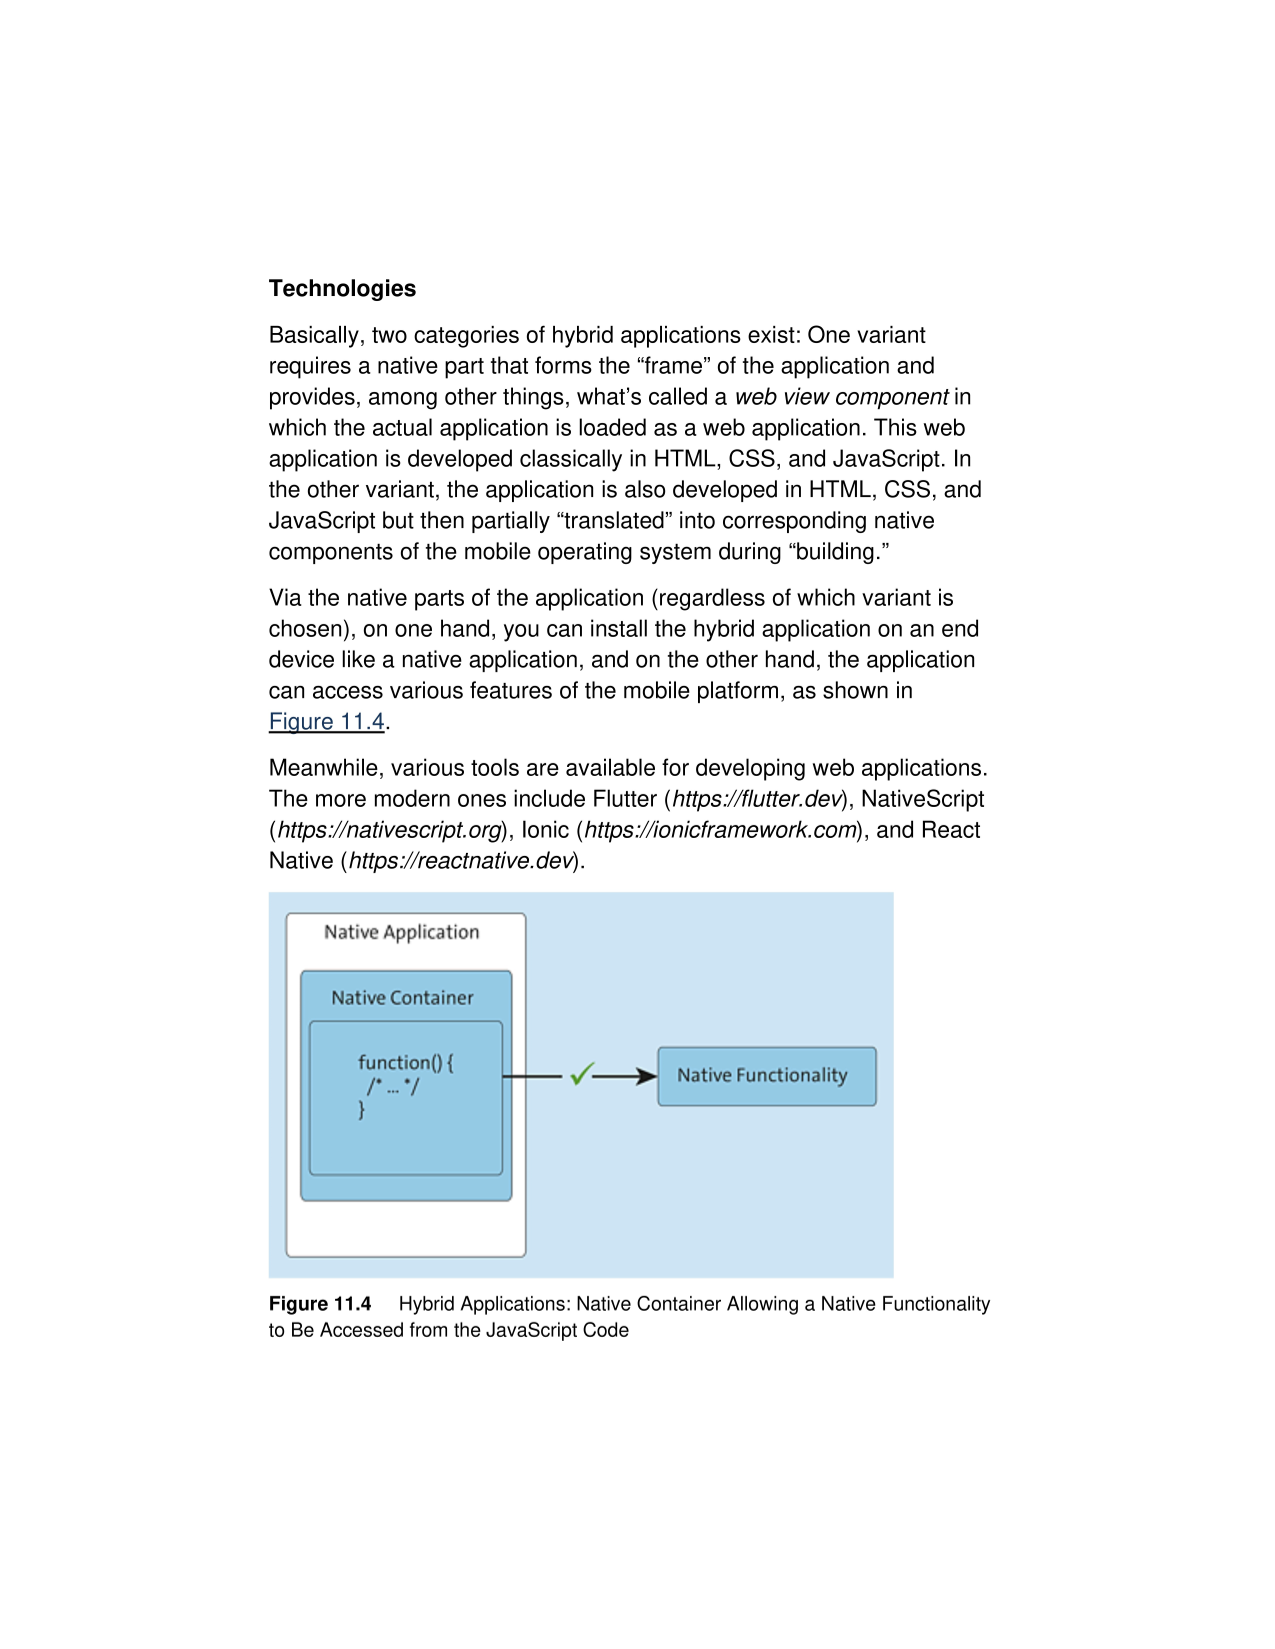 Technologies
Basically, two categories of hybrid applications exist: One variant
requires a native part that forms the “frame” of the application and
provides, among other things, what’s called a web view component in
which the actual application is loaded as a web application. This web
application is developed classically in HTML, CSS, and JavaScript. In
the other variant, the application is also developed in HTML, CSS, and
JavaScript but then partially “translated” into corresponding native
components of the mobile operating system during “building.”
Via the native parts of the application (regardless of which variant is
chosen), on one hand, you can install the hybrid application on an end
device like a native application, and on the other hand, the application
can access various features of the mobile platform, as shown in
Figure 11.4.
Meanwhile, various tools are available for developing web applications.
The more modern ones include Flutter (https://flutter.dev), NativeScript
(https://nativescript.org), Ionic (https://ionicframework.com), and React
Native (https://reactnative.dev).
Native Application
Native Container
function() {
/* ... */
}
Native Functionality
Figure 11.4 Hybrid Applications: Native Container Allowing a Native Functionality
to Be Accessed from the JavaScript Code